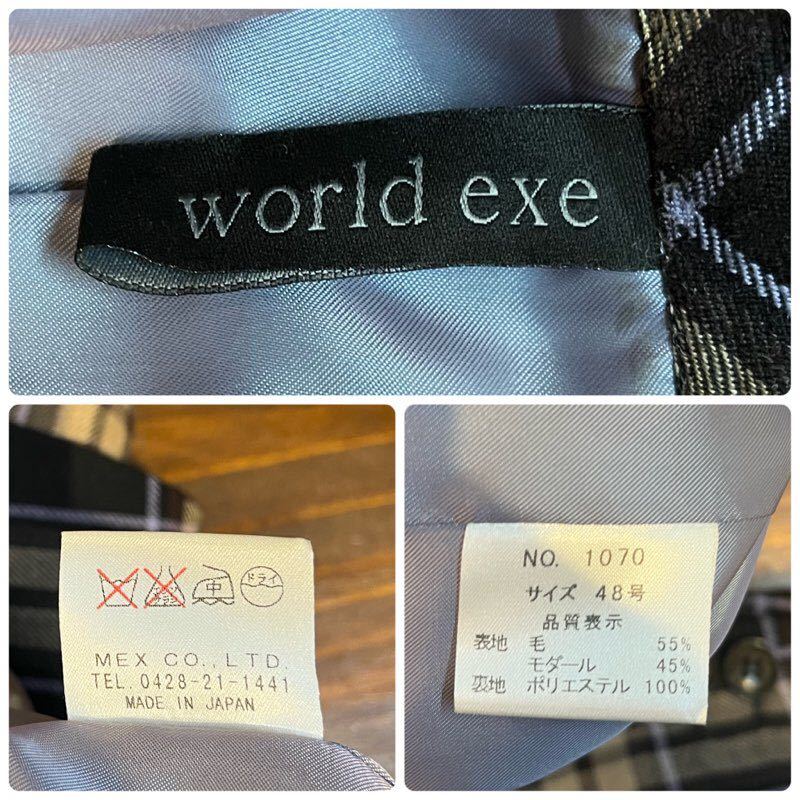 world exe
中 ドライ
MEX CO., LTD.
TEL. 0428-21-1441
MADE IN JAPAN
NO. 1070
サイズ 48号
品質表示
表地 毛 55%
モダール 45%
裏地 ポリエステル 100%